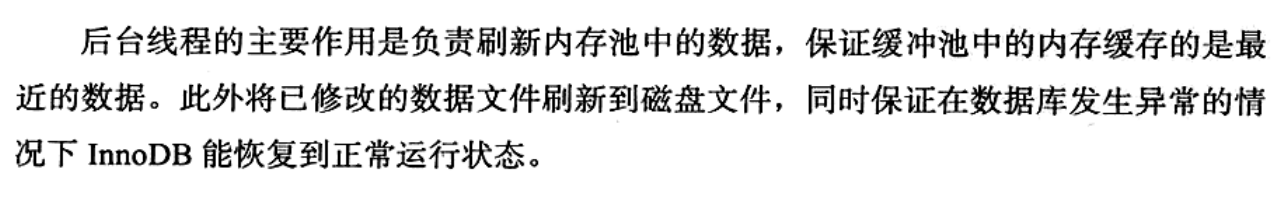 后台线程的主要作用是负责刷新内存池中的数据，保证缓冲池中的内存缓存的是最
近的数据。此外将已修改的数据文件刷新到磁盘文件，同时保证在数据库发生异常的情
况下 InnoDB 能恢复到正常运行状态。